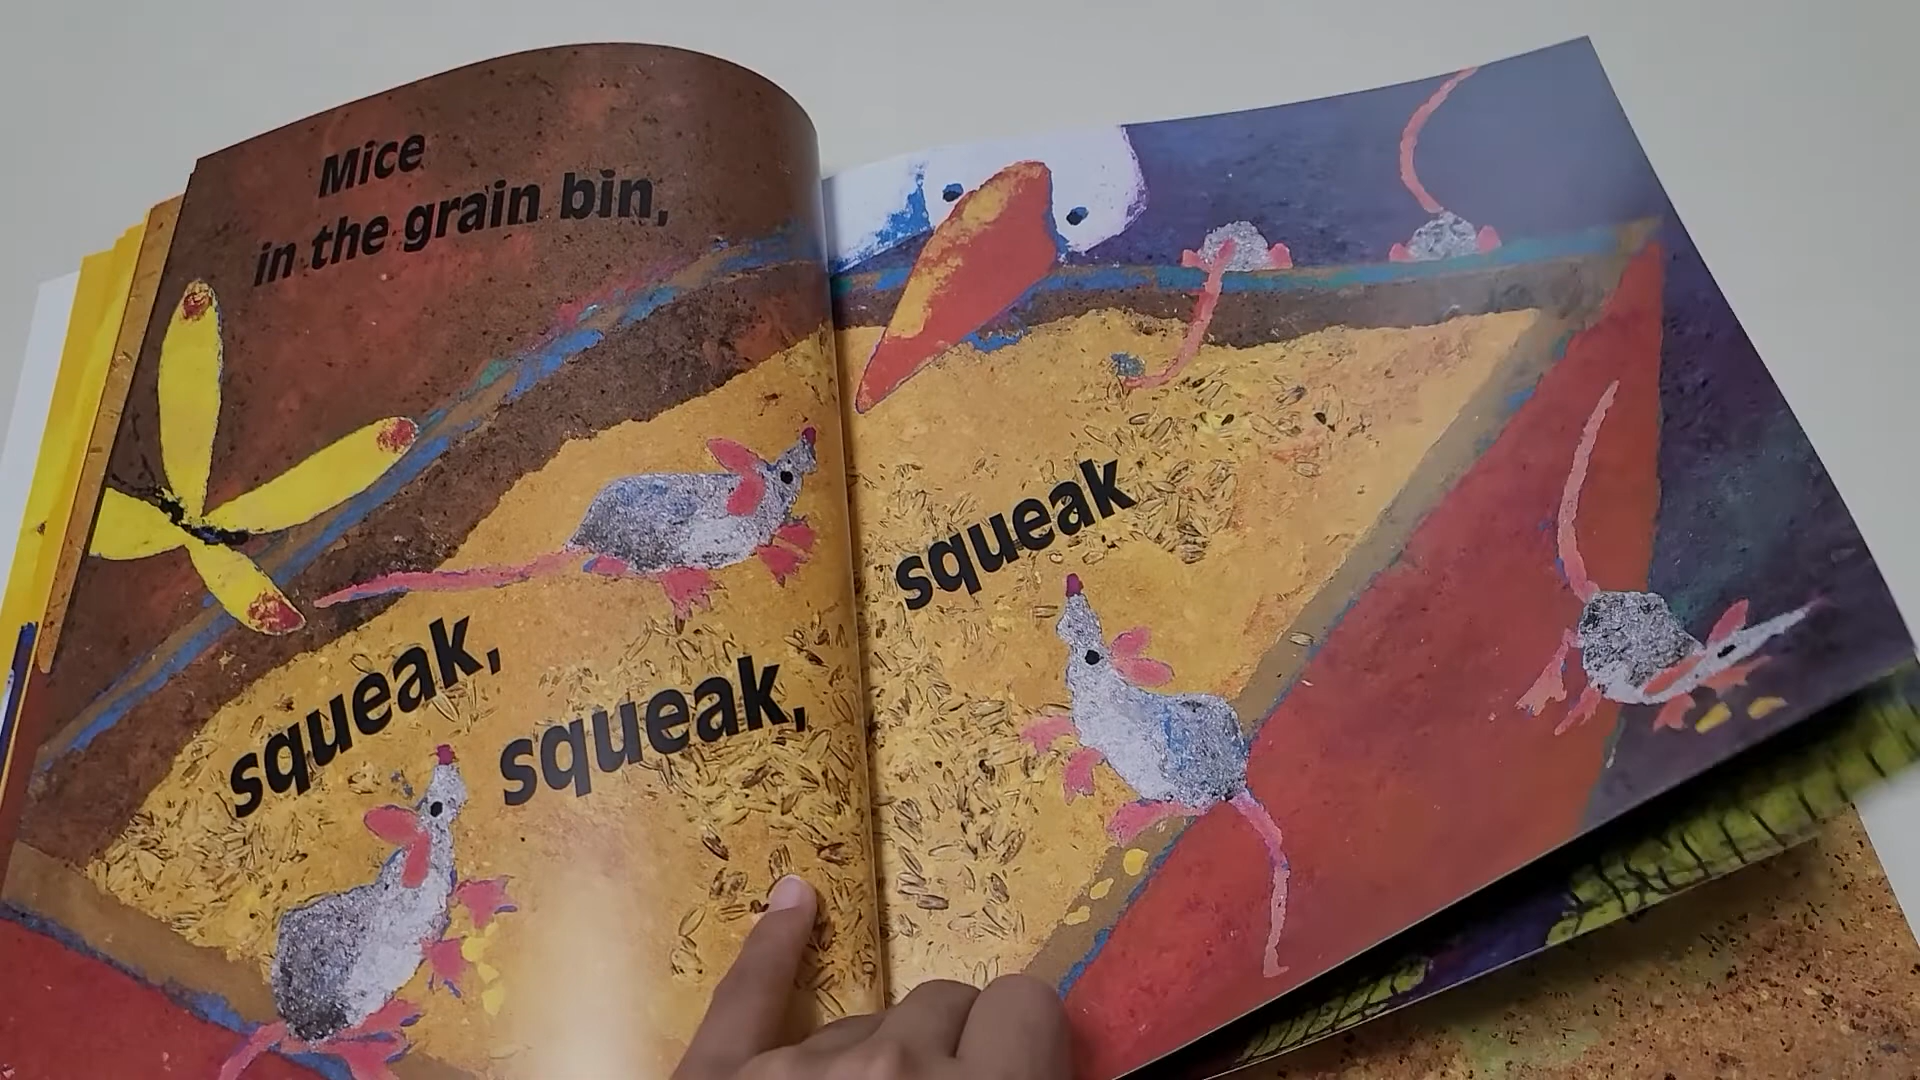 Mice
in the grain bin,
squeak,
squeak,
squeak